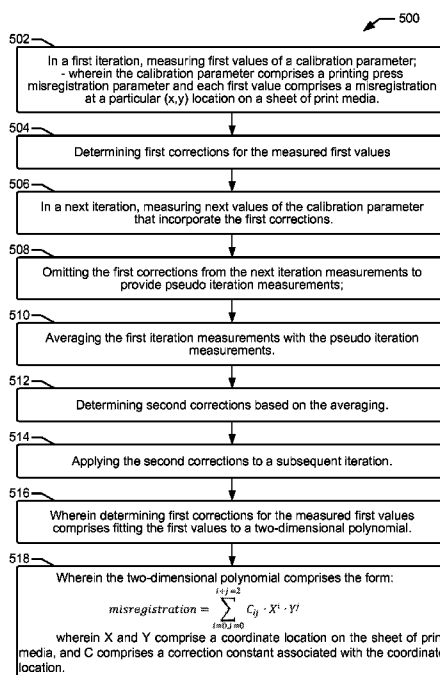 500
502
In a first iteration, measuring first values of a calibration parameter;
- wherein the calibration parameter comprises a printing press
misregistration parameter and each first value comprises a misregistration
at a particular (x,y) location on a sheet of print media.
504
Determining first corrections for the measured first values
506
In a next iteration, measuring next values of the calibration parameter
that incorporate the first corrections.
508
Omitting the first corrections from the next iteration measurements to
provide pseudo iteration measurements;
510
Averaging the first iteration measurements with the pseudo iteration
measurements.
512
Determining second corrections based on the averaging.
514
Applying the second corrections to a subsequent iteration.
516
Wherein determining first corrections for the measured first values
comprises fitting the first values to a two-dimensional polynomial.
518
Wherein the two-dimensional polynomial comprises the form:
i+j=2
misregistration = ∑ C_ij · X^i · Y^j
i=0,j=0
wherein X and Y comprise a coordinate location on the sheet of prin
media, and C comprises a correction constant associated with the coordinate
location.